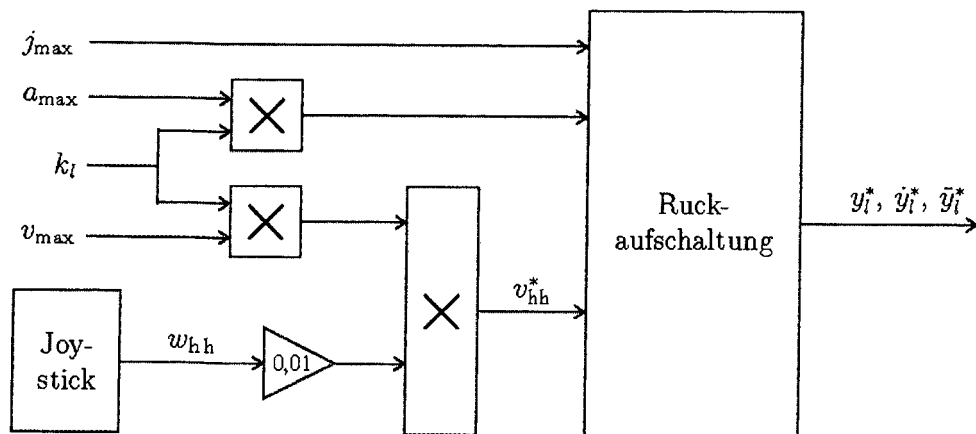 j_max
a_max
k_l
v_max
Joy-
stick
w_hh
0,01
v*_hh
Ruck-
aufschaltung
y*_l, ẏ*_l, ÿ*_l